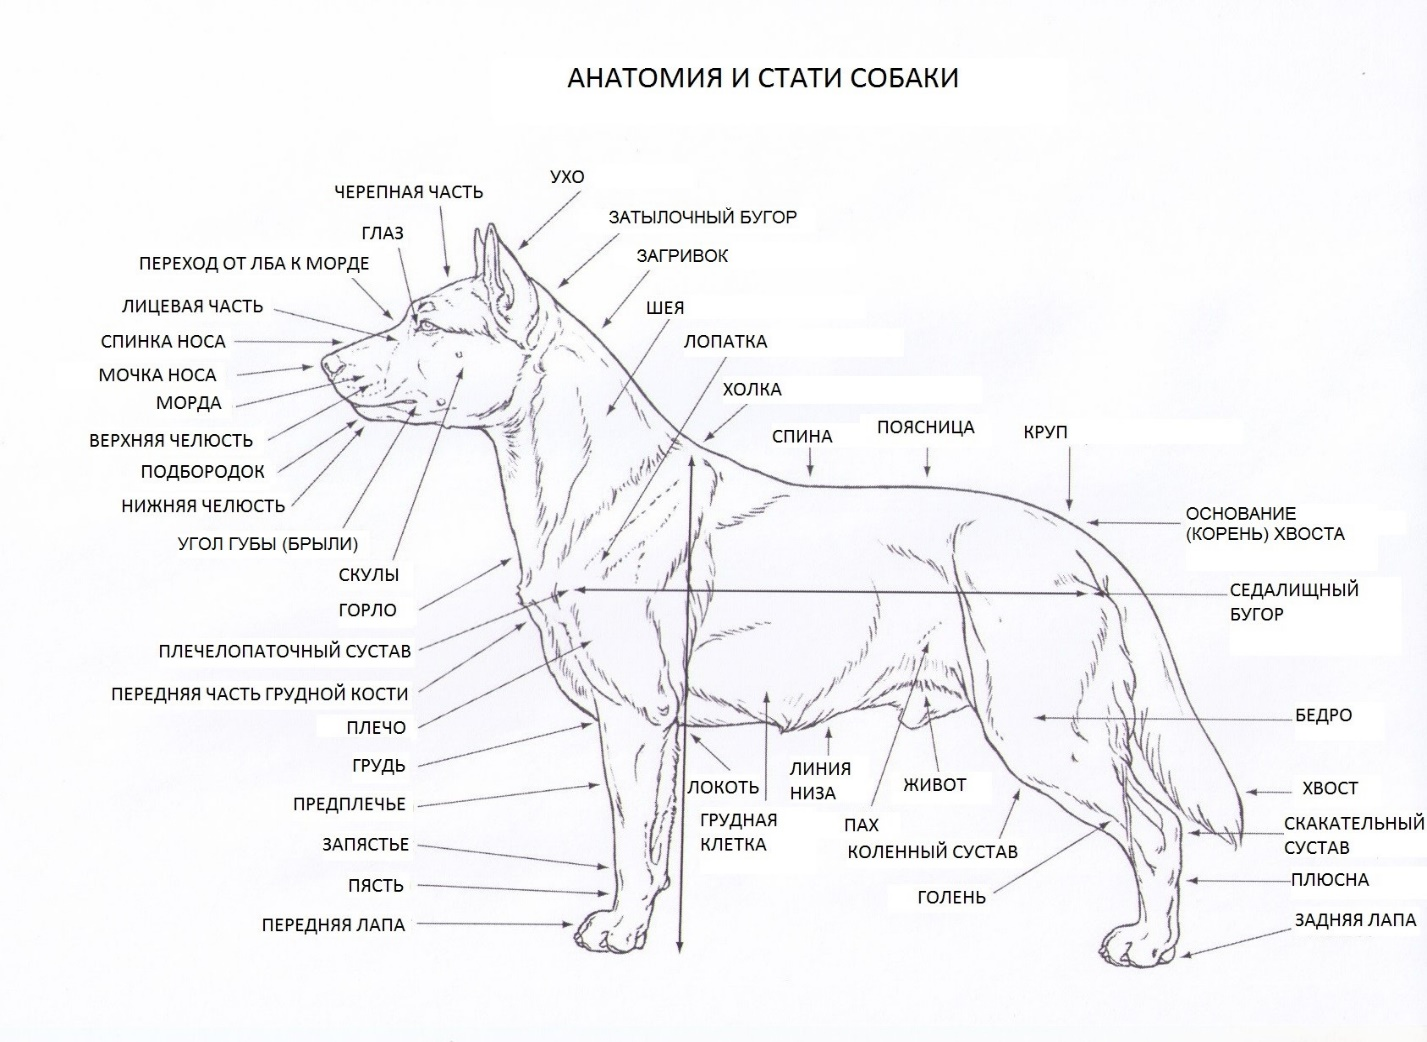 АНАТОМИЯ И СТАТИ СОБАКИ
УХО
ЧЕРЕПНАЯ ЧАСТЬ
ЗАТЫЛОЧНЫЙ БУГОР
ГЛАЗ
ЗАГРИВОК
ПЕРЕХОД ОТ ЛБА К МОРДЕ
ЛИЦЕВАЯ ЧАСТЬ
ШЕЯ
СПИНКА НОСА
ЛОПАТКА
МОЧКА НОСА
ХОЛКА
МОРДА
СПИНА
ПОЯСНИЦА
КРУП
ВЕРХНЯЯ ЧЕЛЮСТЬ
ПОДБОРОДОК
НИЖНЯЯ ЧЕЛЮСТЬ
ОСНОВАНИЕ
(КОРЕНЬ) ХВОСТА
УГОЛ ГУБЫ (БРЫЛИ)
СКУЛЫ
СЕДАЛИЩНЫЙ
БУГОР
ГОРЛО
ПЛЕЧЕЛОПАТОЧНЫЙ СУСТАВ
ПЕРЕДНЯЯ ЧАСТЬ ГРУДНОЙ КОСТИ
ПЛЕЧО
БЕДРО
ГРУДЬ
ЛОКОТЬ
ЛИНИЯ
НИЗА
ЖИВОТ
ХВОСТ
ПРЕДПЛЕЧЬЕ
ГРУДНАЯ
КЛЕТКА
ПАХ
СКАКАТЕЛЬНЫЙ
СУСТАВ
ЗАПЯСТЬЕ
КОЛЕННЫЙ СУСТАВ
ПЯСТЬ
ГОЛЕНЬ
ПЛЮСНА
ПЕРЕДНЯЯ ЛАПА
ЗАДНЯЯ ЛАПА